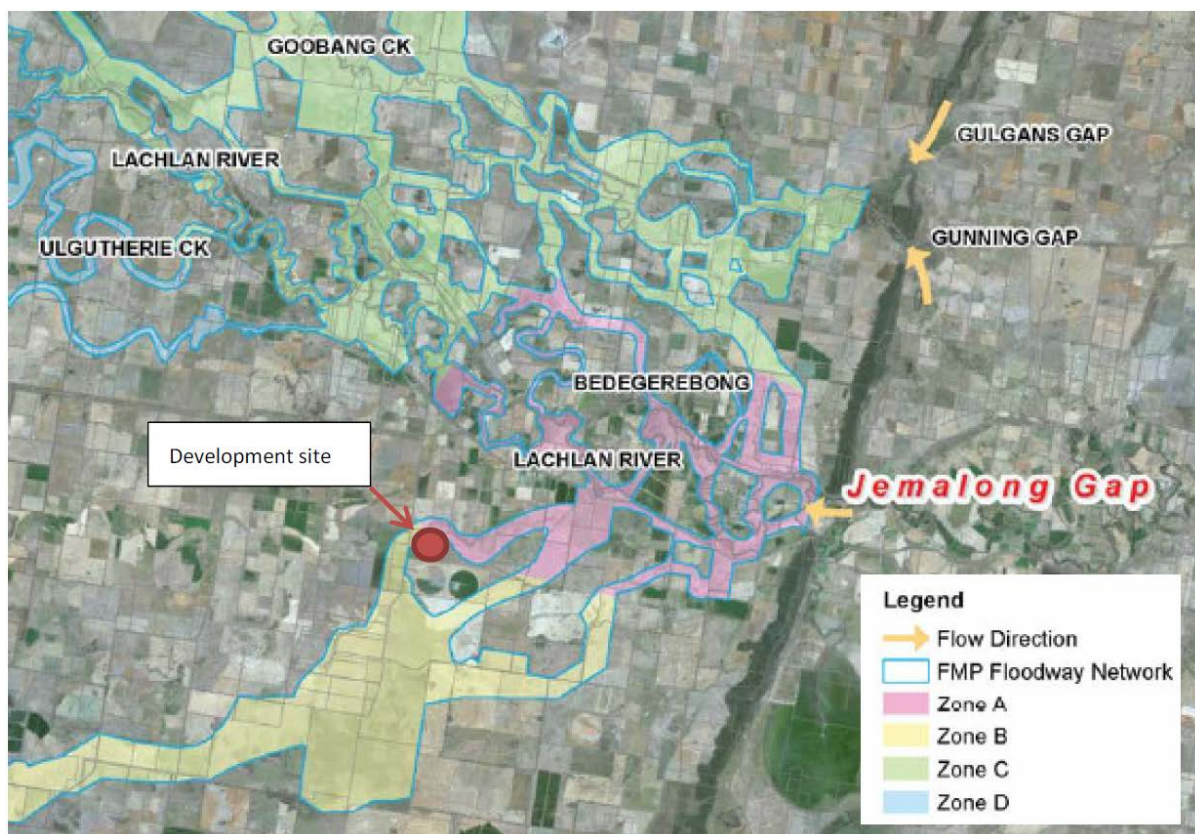 GOOBANG CK
GULGANS GAP
LACHLAN RIVER
ULGUTHERIE CK
GUNNING GAP
BEDEGEREBONG
Development site
LACHLAN RIVER
Jemalong Gap
Legend
Flow Direction
FMP Floodway Network
Zone A
Zone B
Zone C
Zone D